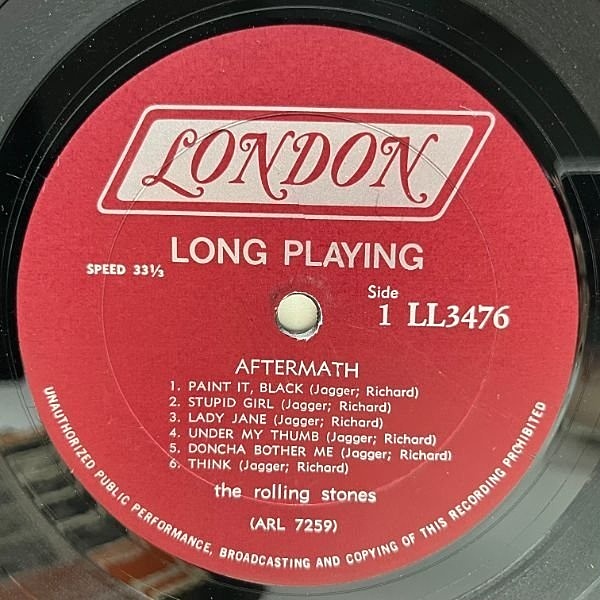 LONDON
LONG PLAYING
SPEED 33⅓
Side
1 LL3476
AFTERMATH
1. PAINT IT, BLACK (Jagger; Richard)
2. STUPID GIRL (Jagger; Richard)
3. LADY JANE (Jagger; Richard)
4. UNDER MY THUMB (Jagger; Richard)
5. DONCHA BOTHER ME (Jagger; Richard)
6. THINK (Jagger; Richard)
the rolling stones
(ARL 7259)
UNAUTHORIZED PUBLIC PERFORMANCE, BROADCASTING AND COPYING OF THIS RECORDING PROHIBITED